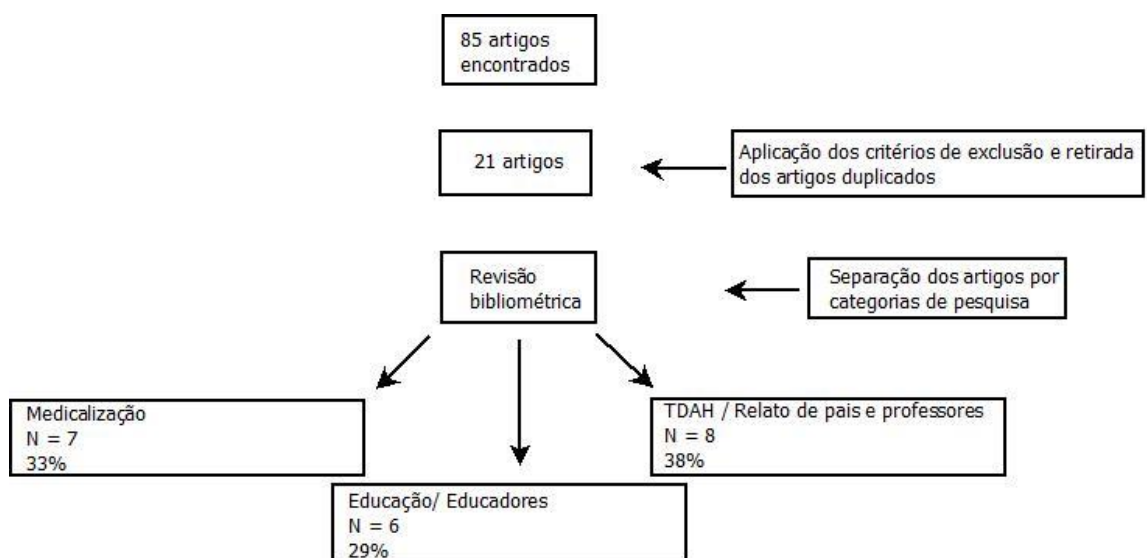 85 artigos
encontrados
21 artigos
Aplicação dos critérios de exclusão e retirada
dos artigos duplicados
Revisão
bibliométrica
Separação dos artigos por
categorias de pesquisa
Medicalização
N = 7
33%
TDAH / Relato de pais e professores
N = 8
38%
Educação/ Educadores
N = 6
29%